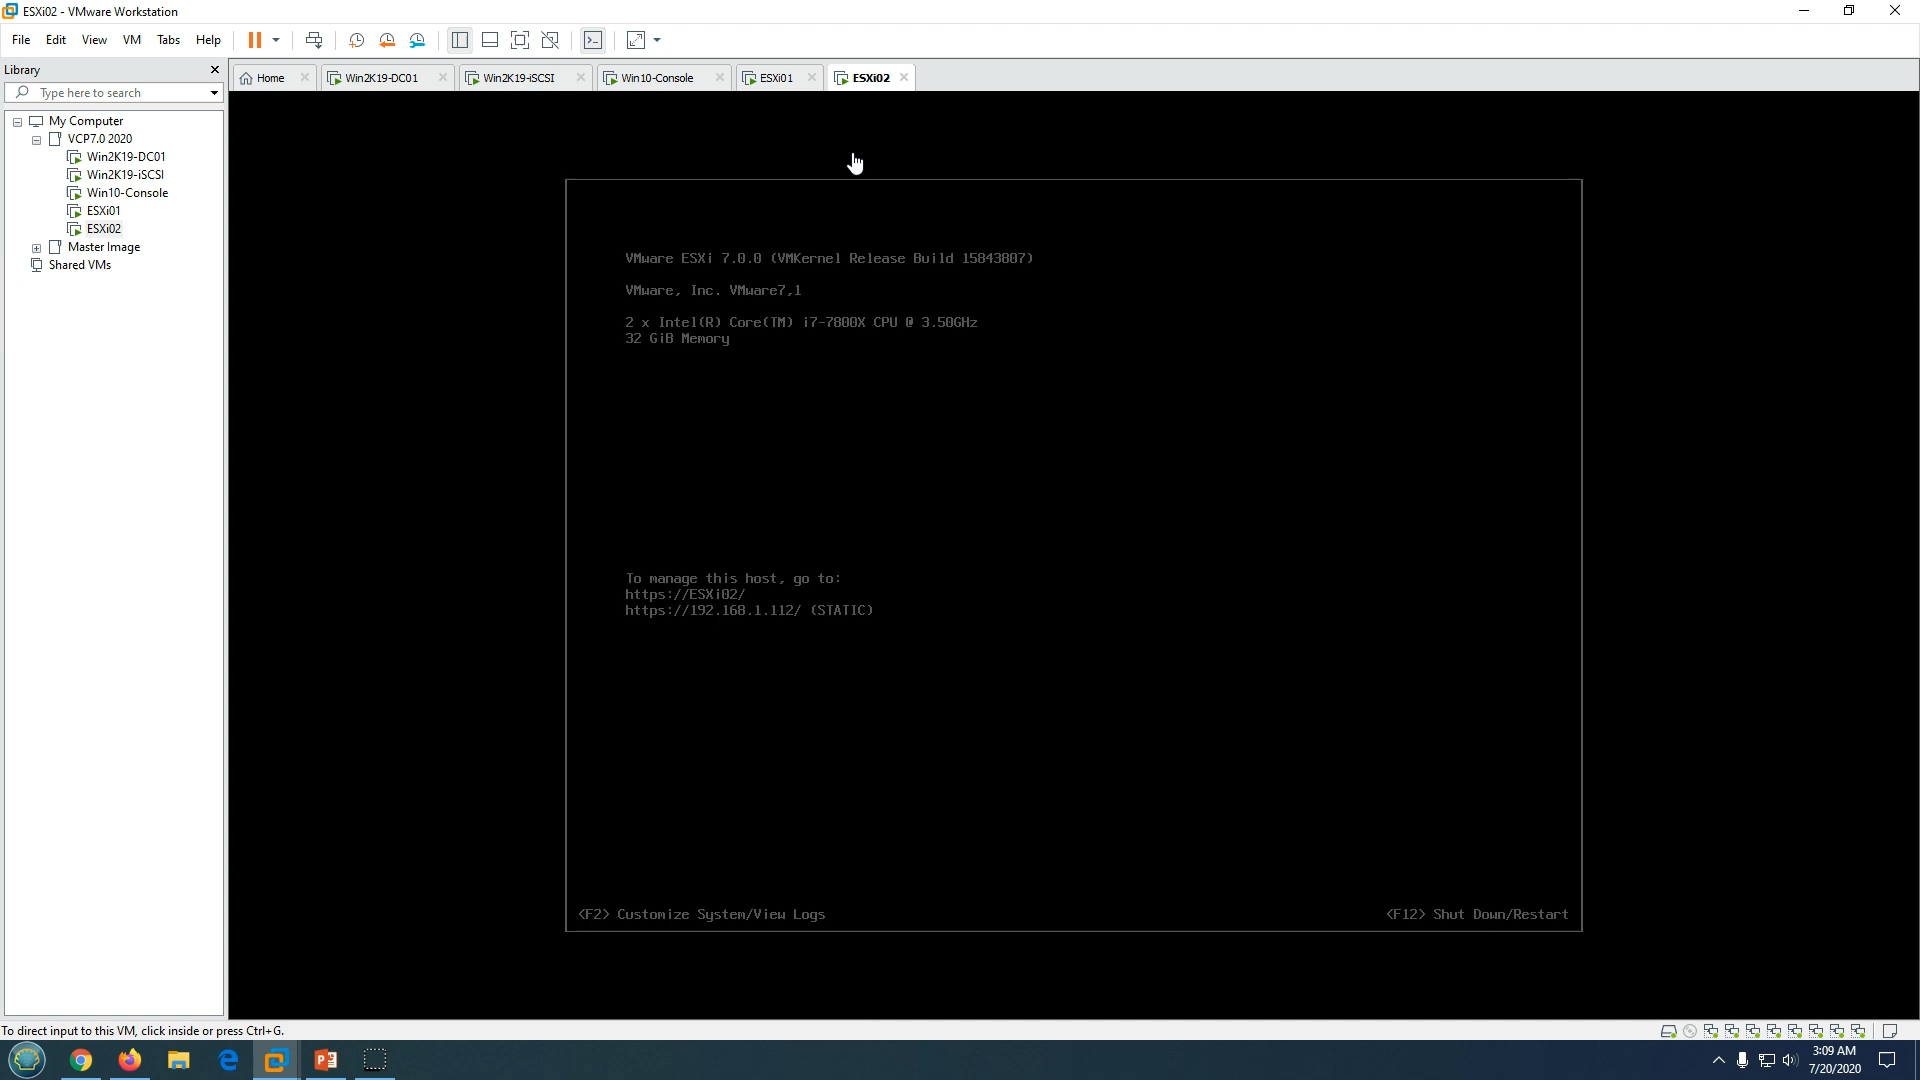 ESXi02 - VMware Workstation
File Edit View VM Tabs Help
Library
Type here to search
My Computer
VCP7.0 2020
Win2K19-DC01
Win2K19-iSCSI
Win10-Console
ESXi01
ESXi02
Master Image
Shared VMs
Home Win2K19-DC01 Win2K19-iSCSI Win10-Console ESXi01 ESXi02
VMware ESXi 7.0.0 (VMKernel Release Build 15843807)
VMware, Inc. VMware7,1
2 x Intel(R) Core(TM) i7-7800X CPU @ 3.50GHz
32 GiB Memory
To manage this host, go to:
https://ESXi02/
https://192.168.1.112/ (STATIC)
<F2> Customize System/View Logs
<F12> Shut Down/Restart
To direct input to this VM, click inside or press Ctrl+G.
3:09 AM
7/20/2020